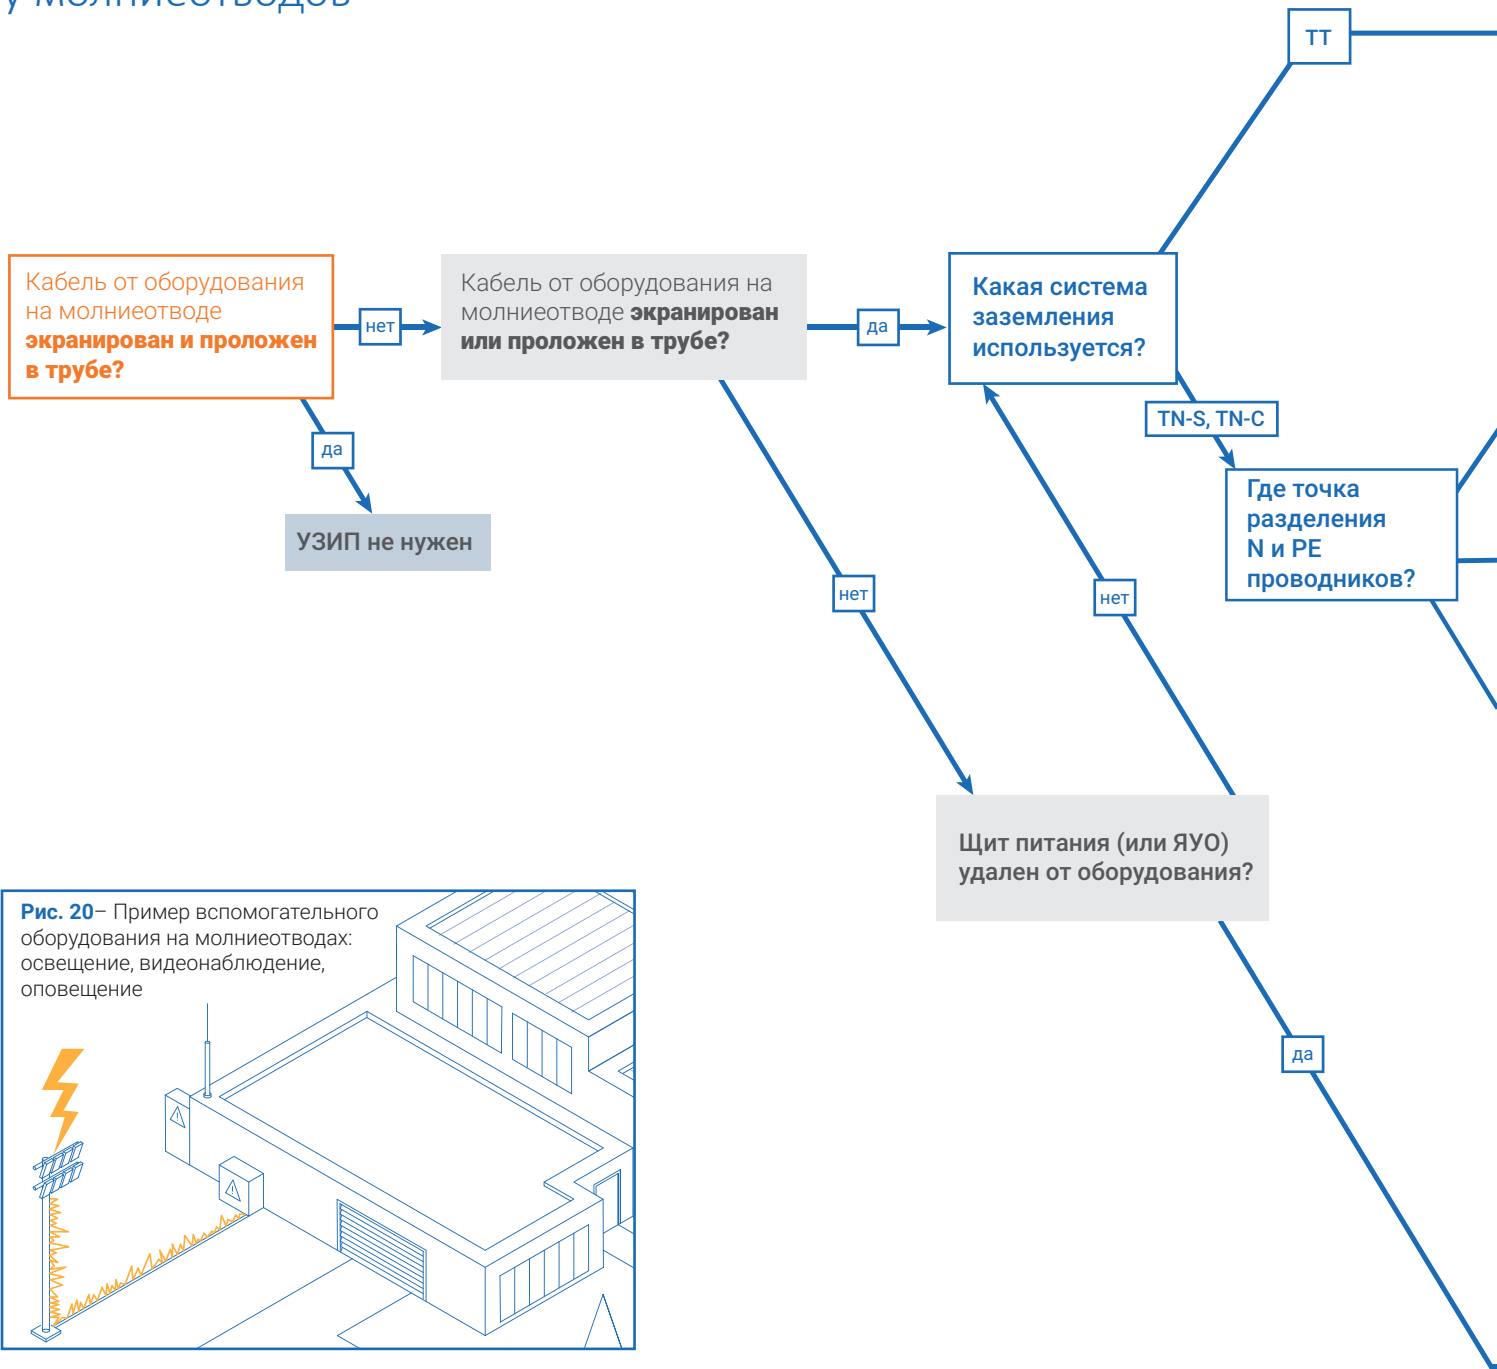 у молниеотводов
TT
Кабель от оборудования
на молниеотводе
экранирован и проложен
в трубе?
нет
Кабель от оборудования на
молниеотводе экранирован
или проложен в трубе?
да
Какая система
заземления
используется?
TN-S, TN-C
да
УЗИП не нужен
Где точка
разделения
N и PE
проводников?
нет
нет
Щит питания (или ЯУО)
удален от оборудования?
да
Рис. 20– Пример вспомогательного
оборудования на молниеотводах:
освещение, видеонаблюдение,
оповещение